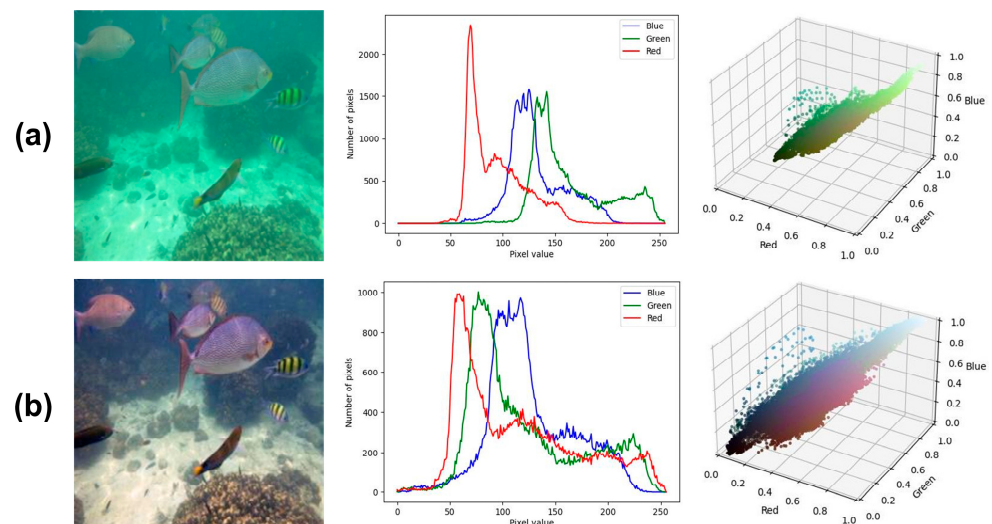 (a)
Number of pixels
2000
1500
1000
500
0
0 50 100 150 200 250
Pixel value
Blue
Green
Red
1.0
0.8
0.6
0.4
0.2
0.0
Blue
0.0 0.2 0.4 0.6 0.8 1.0
Red
0.0 0.2 0.4 0.6 0.8 1.0
Green
(b)
Number of pixels
1000
800
600
400
200
0
0 50 100 150 200 250
Pixel value
Blue
Green
Red
1.0
0.8
0.6
0.4
0.2
0.0
Blue
0.0 0.2 0.4 0.6 0.8 1.0
Red
0.0 0.2 0.4 0.6 0.8 1.0
Green